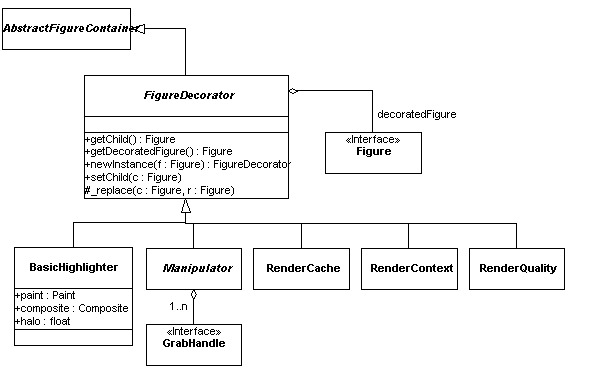 AbstractFigureContainer
FigureDecorator
+getChild() : Figure
+getDecoratedFigure() : Figure
+newInstance(f : Figure) : FigureDecorator
+setChild(c : Figure)
#_replace(c : Figure, r : Figure)
decoratedFigure
«Interface»
Figure
BasicHighlighter
+paint : Paint
+composite : Composite
+halo : float
Manipulator
RenderCache
RenderContext
RenderQuality
1..n
«Interface»
GrabHandle